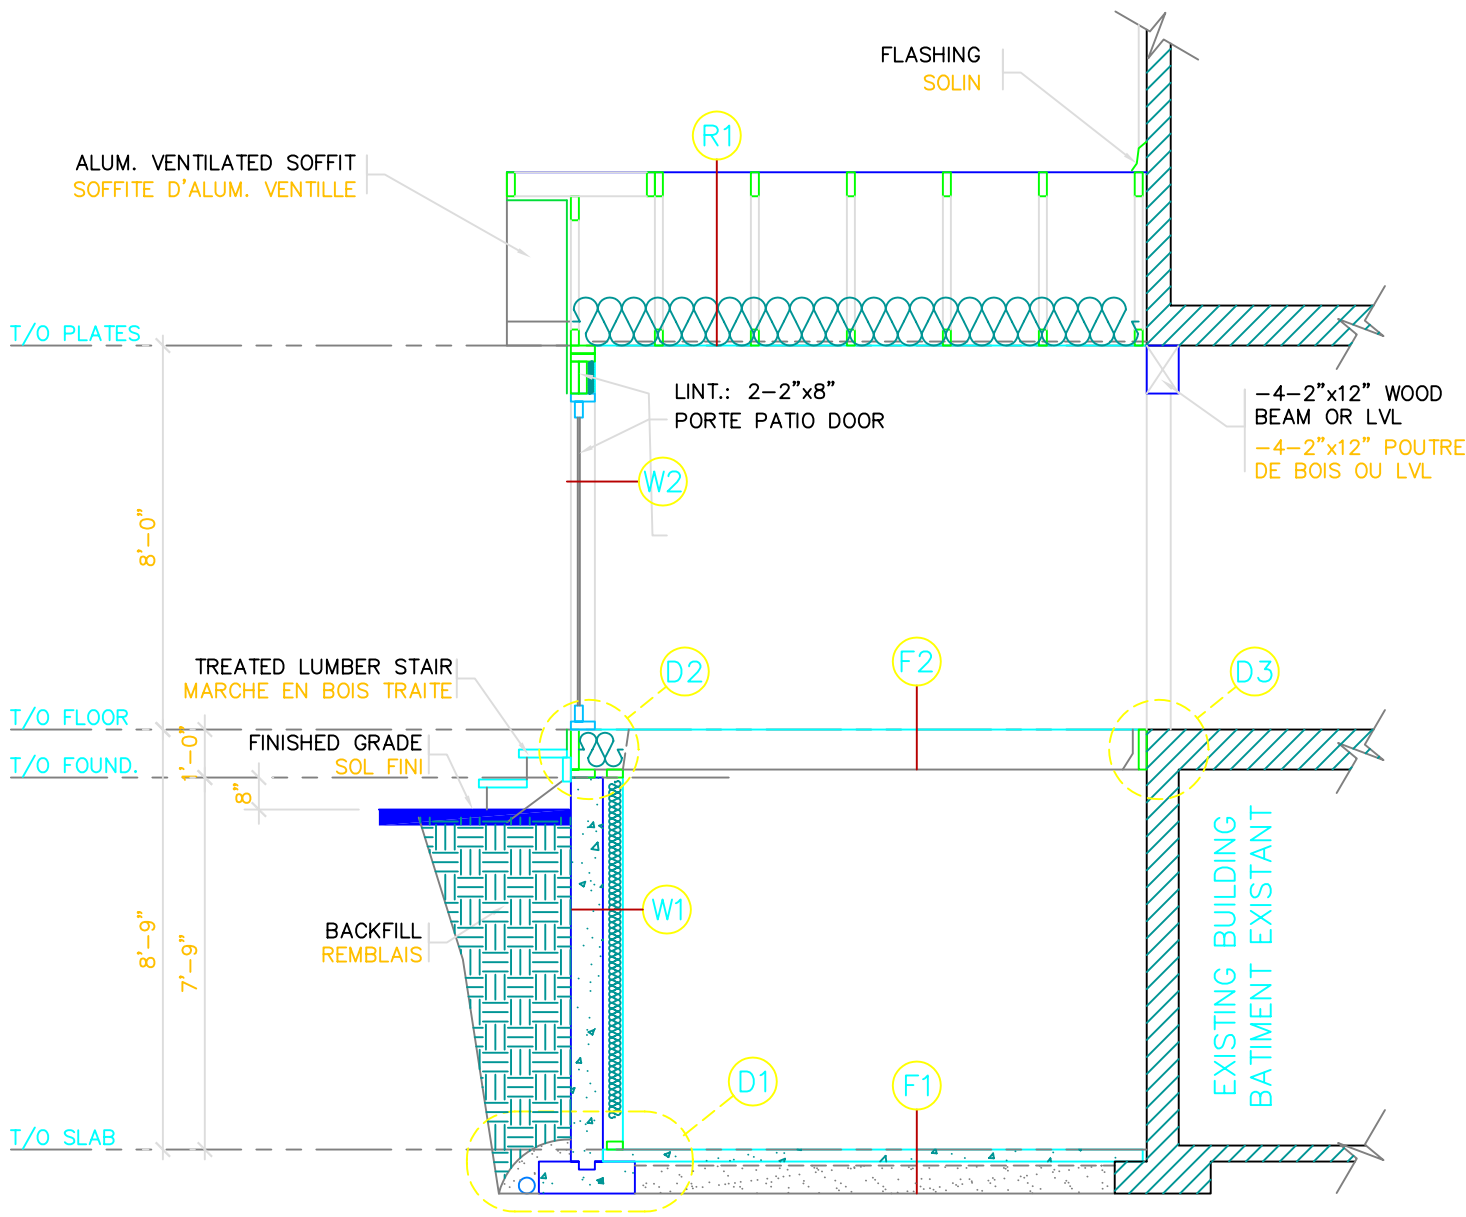 FLASHING
SOLIN
R1
ALUM. VENTILATED SOFFIT
SOFFITE D'ALUM. VENTILLE
T/O PLATES
LINT.: 2-2"x8"
PORTE PATIO DOOR
-4-2"x12" WOOD
BEAM OR LVL
-4-2"x12" POUTRE
DE BOIS OU LVL
W2
8'-0"
TREATED LUMBER STAIR
MARCHE EN BOIS TRAITE
D2
F2
D3
T/O FLOOR
1'-0"
FINISHED GRADE
SOL FINI
T/O FOUND.
8"
W1
BACKFILL
REMBLAIS
8'-9"
7'-9"
EXISTING BUILDING
BATIMENT EXISTANT
D1
F1
T/O SLAB